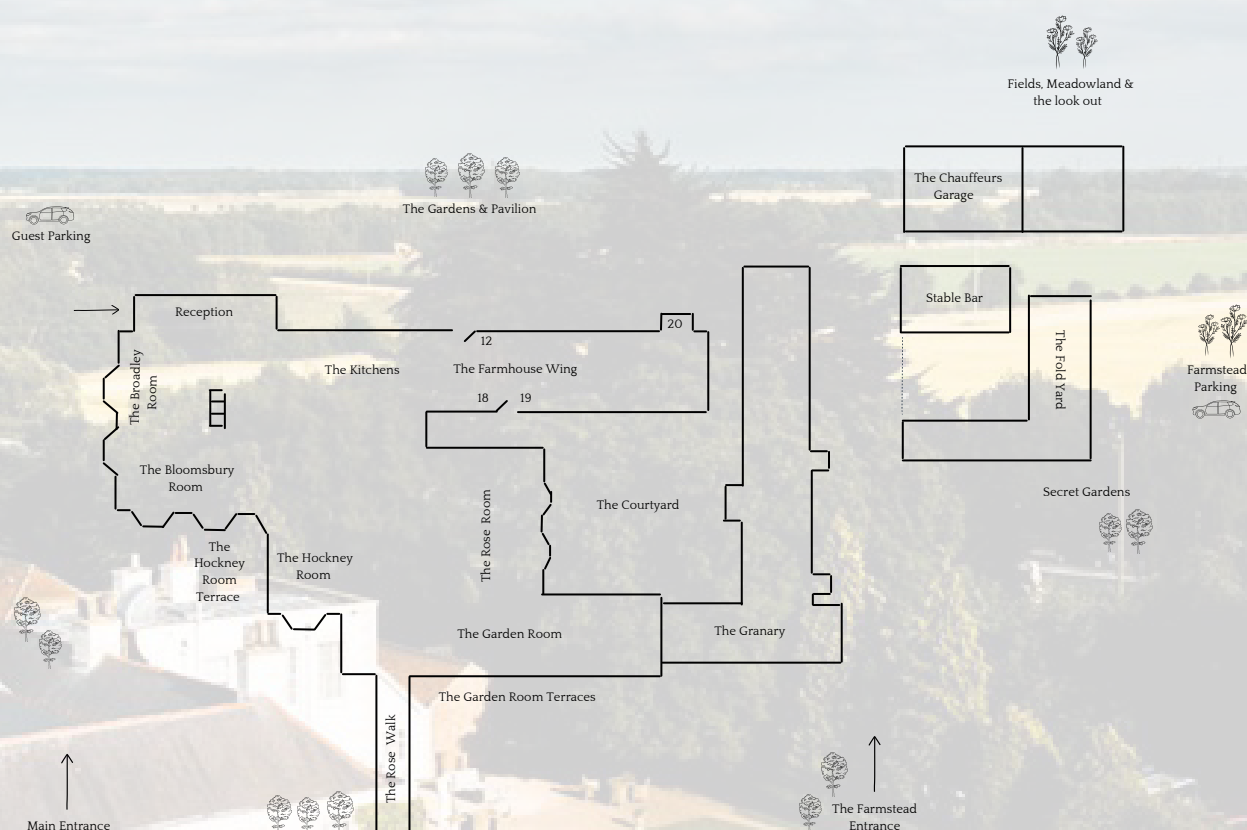 Fields, Meadowland &
the look out
The Chauffeurs
Garage
The Gardens & Pavilion
Guest Parking
Reception
Stable Bar
20
12
The Kitchens
The Farmhouse Wing
18
19
The Broadley
Room
The Fold Yard
Farmstead
Parking
The Bloomsbury
Room
Secret Gardens
The Courtyard
The Rose Room
The
Hockney
Room
Terrace
The Hockney
Room
The Garden Room
The Granary
The Garden Room Terraces
The Rose Walk
Main Entrance
The Farmstead
Entrance